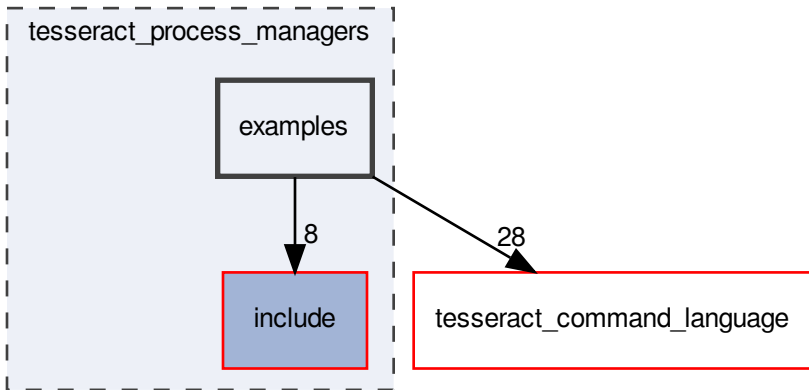 tesseract_process_managers
examples
8
28
include
tesseract_command_language